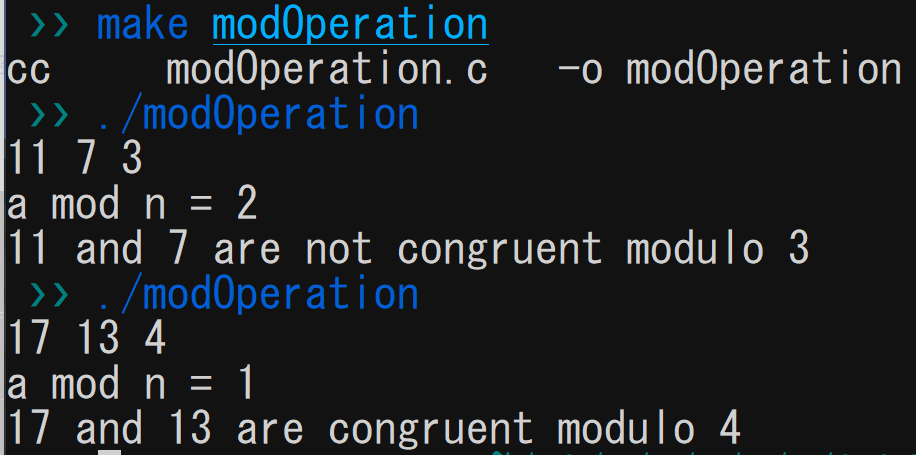 >> make modOperation
cc     modOperation.c   -o modOperation
>> ./modOperation
11 7 3
a mod n = 2
11 and 7 are not congruent modulo 3
>> ./modOperation
17 13 4
a mod n = 1
17 and 13 are congruent modulo 4